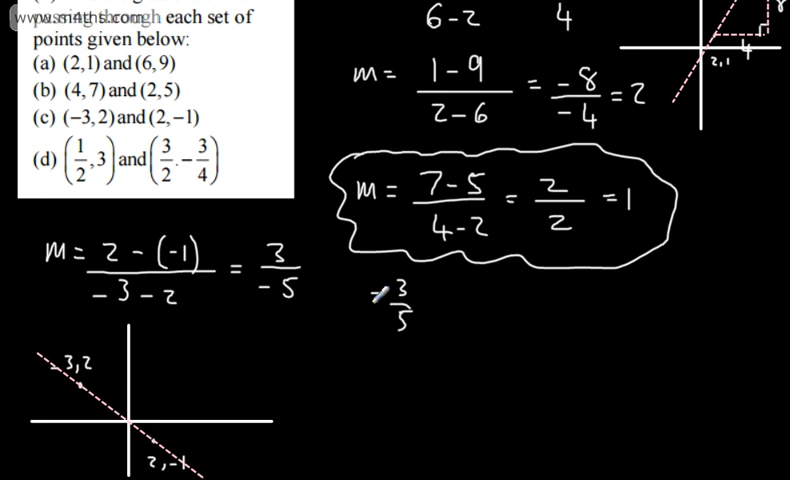 www.m4ths.com
each set of
points given below:
(a) (2,1) and (6,9)
(b) (4,7) and (2,5)
(c) (−3,2) and (2,−1)
(d) (1/2, 3) and (3/2 . −3/4)
6-2 4
m = 1-9 / 2-6 = -8 / -4 = 2
4
2,1
m = 7-5 / 4-2 = 2 / 2 = 1
m = 2 - (-1) / -3 - 2 = 3 / -5
- 3 / 5
-3,2
2,-1